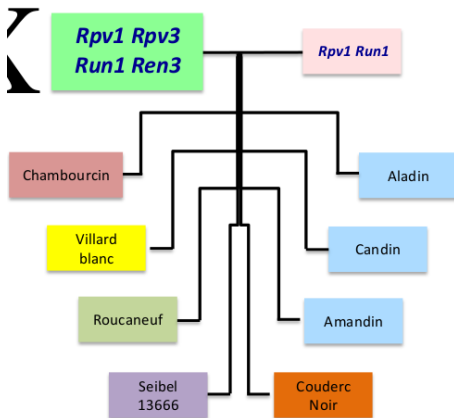 X
Rpv1 Rpv3
Run1 Ren3
Rpv1 Run1
Chambourcin
Aladin
Villard
blanc
Candin
Roucaneuf
Amandin
Seibel
13666
Couderc
Noir